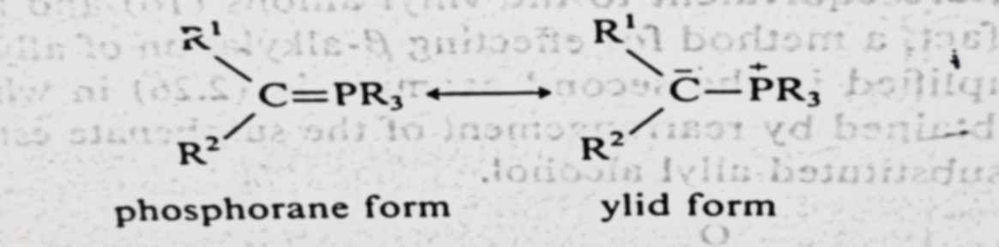 R¹ R¹
C=PR₃ ↔ C̄—P⁺R₃
R² R²
phosphorane form ylid form